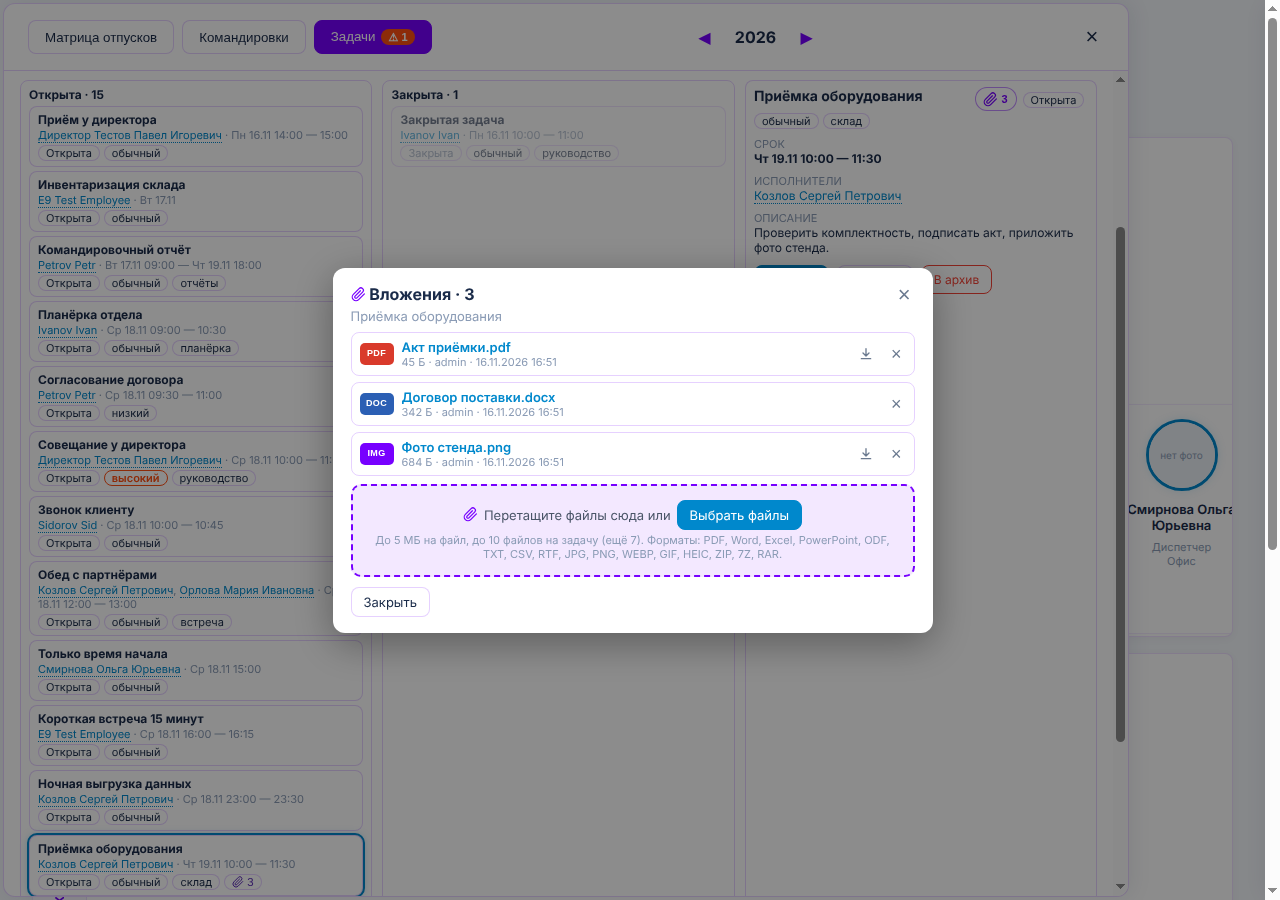 Матрица отпусков
Командировки
Задачи ⚠ 1
◀ 2026 ▶
✕
Открыта · 15
Приём у директора
Директор Тестов Павел Игоревич · Пн 16.11 14:00 — 15:00
Открыта обычный
Инвентаризация склада
E9 Test Employee · Вт 17.11
Открыта обычный
Командировочный отчёт
Petrov Petr · Вт 17.11 09:00 — Чт 19.11 18:00
Открыта обычный отчёты
Планёрка отдела
Ivanov Ivan · Ср 18.11 09:00 — 10:30
Открыта обычный планёрка
Согласование договора
Petrov Petr · Ср 18.11 09:30 — 11:00
Открыта низкий
Совещание у директора
Директор Тестов Павел Игоревич · Ср 18.11 10:00 — 11:
Открыта высокий руководство
Звонок клиенту
Sidorov Sid · Ср 18.11 10:00 — 10:45
Открыта обычный
Обед с партнёрами
Козлов Сергей Петрович, Орлова Мария Ивановна ·
18.11 12:00 — 13:00
Открыта обычный встреча
Только время начала
Смирнова Ольга Юрьевна · Ср 18.11 15:00
Открыта обычный
Короткая встреча 15 минут
E9 Test Employee · Ср 18.11 16:00 — 16:15
Открыта обычный
Ночная выгрузка данных
Козлов Сергей Петрович · Ср 18.11 23:00 — 23:30
Открыта обычный
Приёмка оборудования
Козлов Сергей Петрович · Чт 19.11 10:00 — 11:30
Открыта обычный склад 3
Закрыта · 1
Закрытая задача
Ivanov Ivan · Пн 16.11 10:00 — 11:00
Закрыта обычный руководство
Приёмка оборудования
3 Открыта
обычный склад
СРОК
Чт 19.11 10:00 — 11:30
ИСПОЛНИТЕЛИ
Козлов Сергей Петрович
ОПИСАНИЕ
Проверить комплектность, подписать акт, приложить
фото стенда.
В архив
Вложения · 3
✕
Приёмка оборудования
PDF
Акт приёмки.pdf
45 Б · admin · 16.11.2026 16:51
✕
DOC
Договор поставки.docx
342 Б · admin · 16.11.2026 16:51
✕
IMG
Фото стенда.png
684 Б · admin · 16.11.2026 16:51
✕
Перетащите файлы сюда или Выбрать файлы
До 5 МБ на файл, до 10 файлов на задачу (ещё 7). Форматы: PDF, Word, Excel, PowerPoint, ODF,
TXT, CSV, RTF, JPG, PNG, WEBP, GIF, HEIC, ZIP, 7Z, RAR.
Закрыть
нет фото
Смирнова Ольга
Юрьевна
Диспетчер
Офис